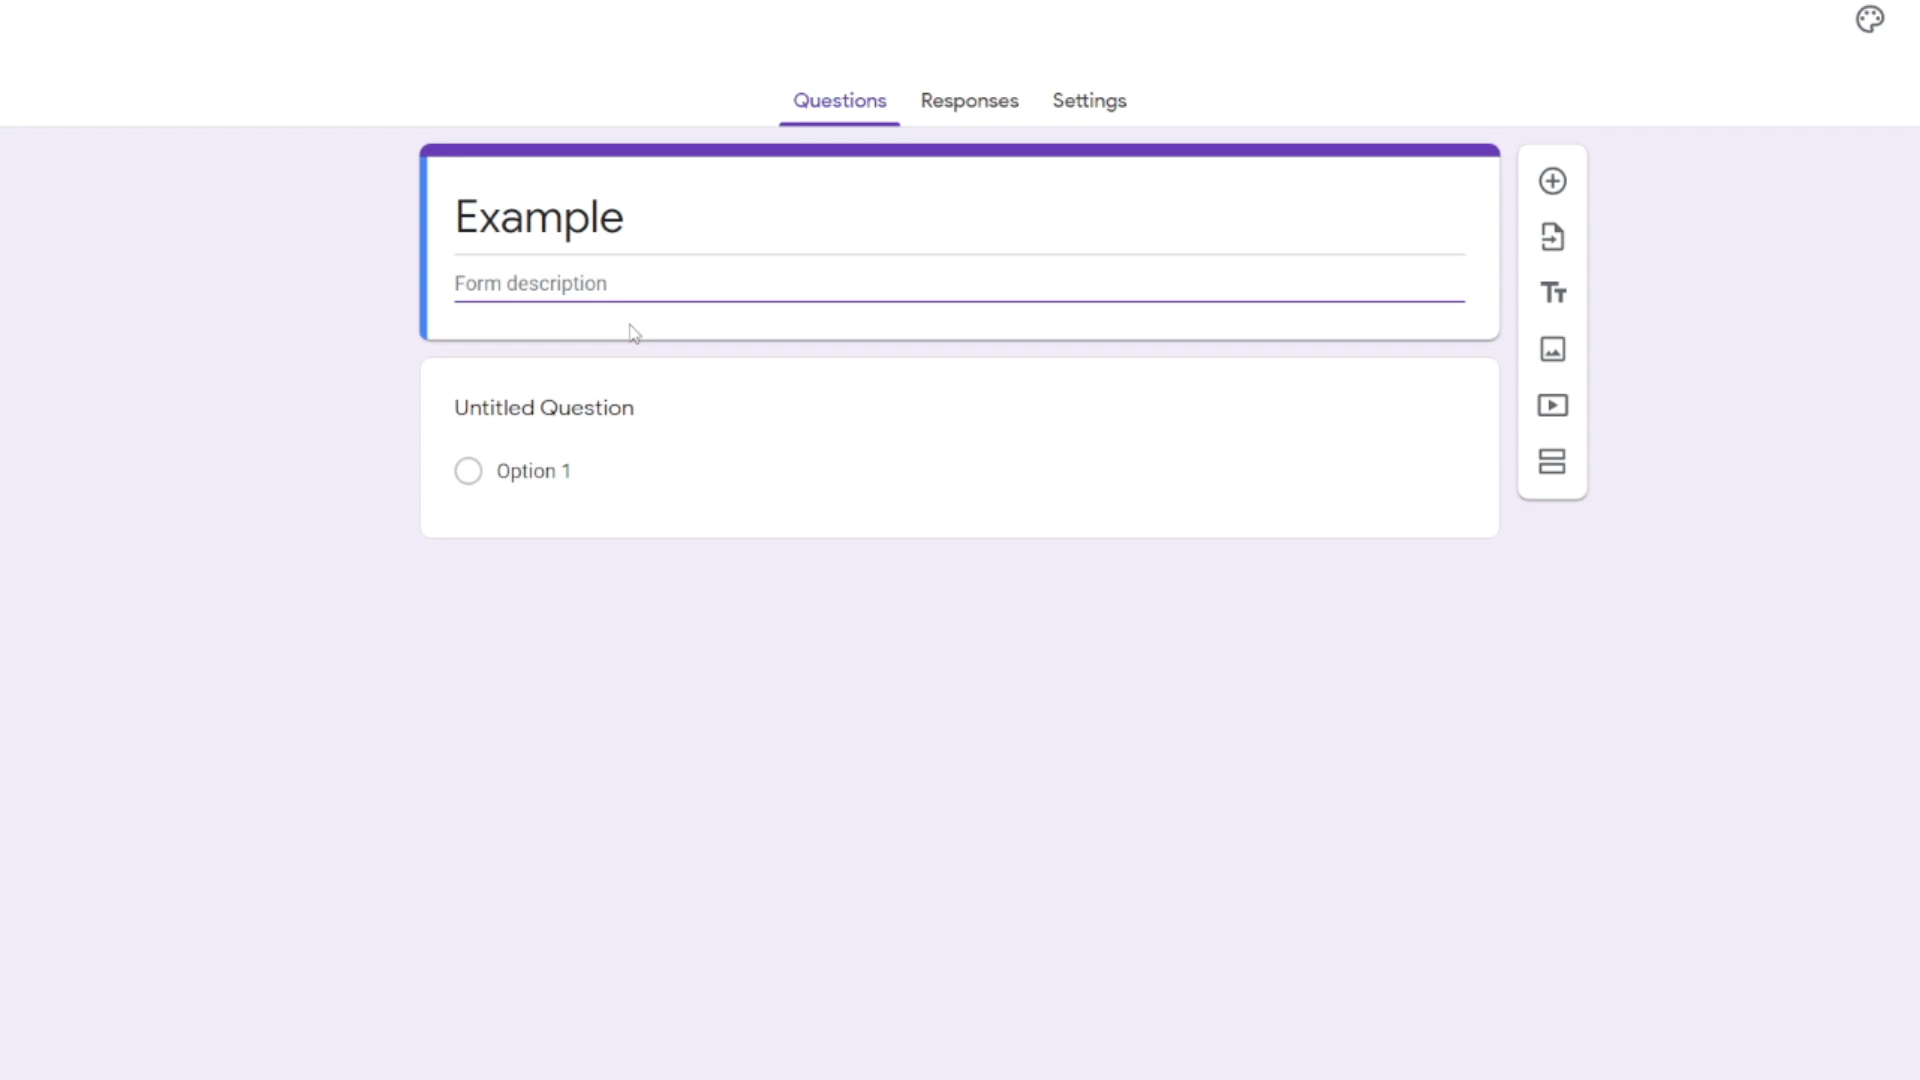 Questions Responses Settings
Example
Form description
Untitled Question
Option 1